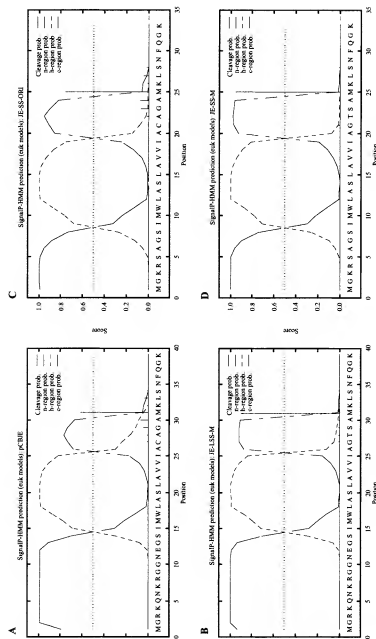 A
SignalP-HMM prediction (euk models): pCBJE
Cleavage prob.
n-region prob.
h-region prob.
c-region prob.
M G R K Q N K R G G N E G S I M W L A S L A V V I A C A G A M K L S N F Q G K
0 5 10 15 20 25 30 35 40
Position
B
SignalP-HMM prediction (euk models): JE-LSS-M
Cleavage prob.
n-region prob.
h-region prob.
c-region prob.
M G R K Q N K R G G N E G S I M W L A S L A V V I A G T S A M K L S N F Q G K
0 5 10 15 20 25 30 35 40
Position
C
SignalP-HMM prediction (euk models): JE-SS-ORI
Cleavage prob.
n-region prob.
h-region prob.
c-region prob.
1.0
0.8
0.6
0.4
0.2
0.0
Score
M G K R S A G S I M W L A S L A V V I A C A G A M K L S N F Q G K
0 5 10 15 20 25 30 35
Position
D
SignalP-HMM prediction (euk models): JE-SS-M
Cleavage prob.
n-region prob.
h-region prob.
c-region prob.
1.0
0.8
0.6
0.4
0.2
0.0
Score
M G K R S A G S I M W L A S L A V V I A G T S A M K L S N F Q G K
0 5 10 15 20 25 30 35
Position